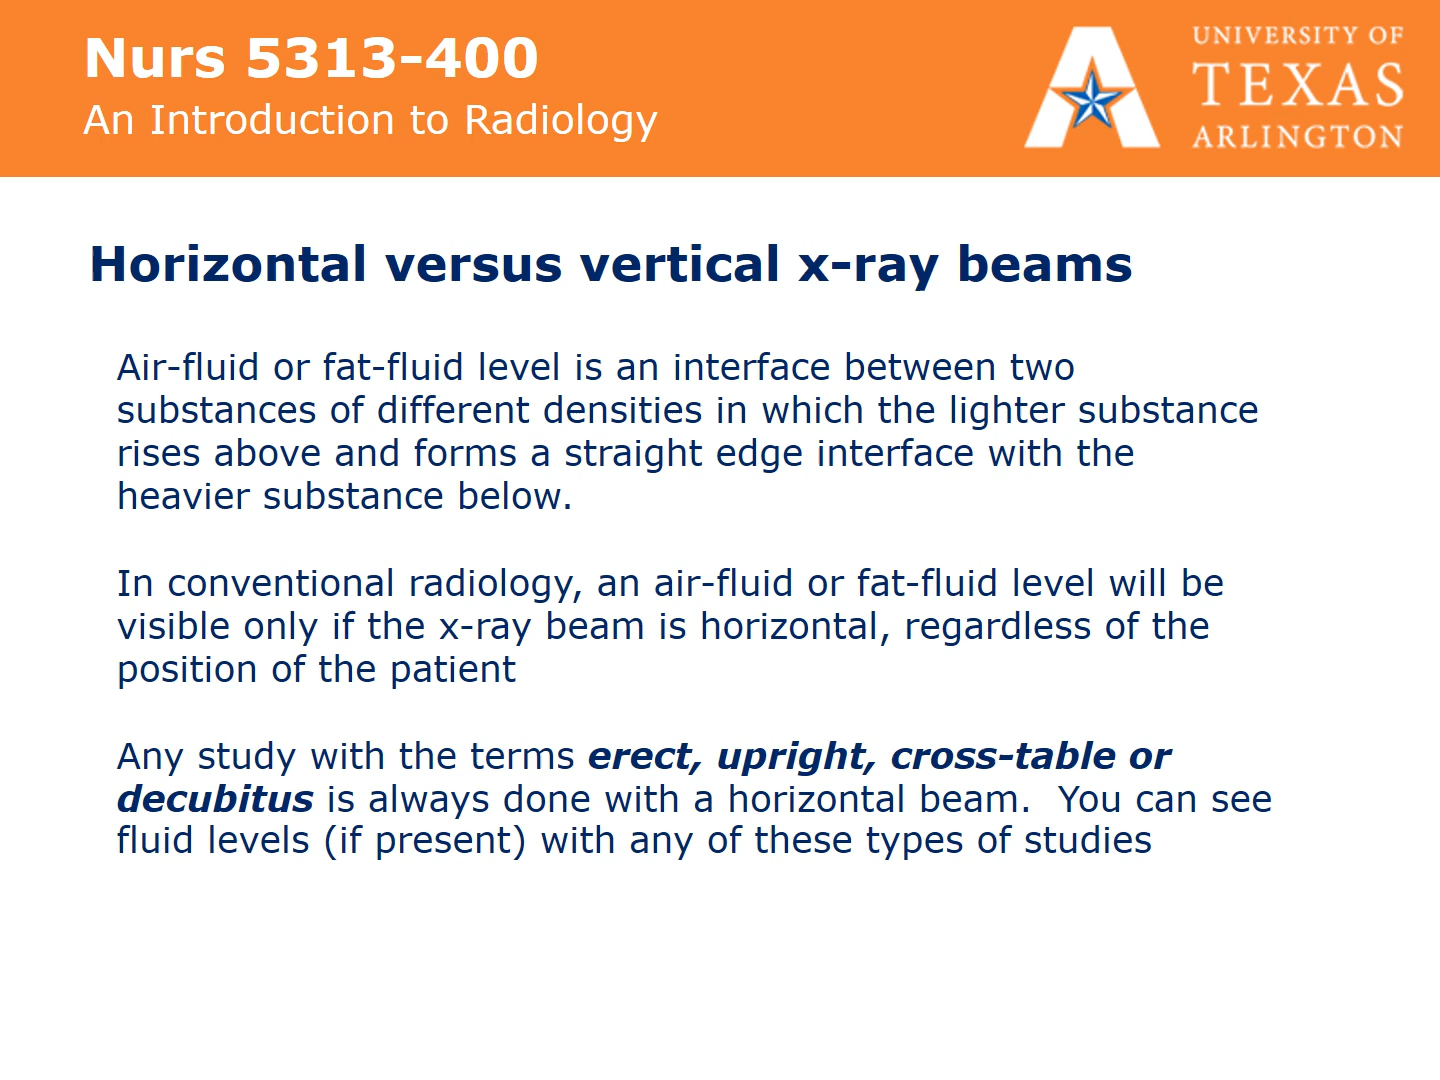 Nurs 5313-400
An Introduction to Radiology
UNIVERSITY OF
TEXAS
ARLINGTON
Horizontal versus vertical x-ray beams
Air-fluid or fat-fluid level is an interface between two
substances of different densities in which the lighter substance
rises above and forms a straight edge interface with the
heavier substance below.
In conventional radiology, an air-fluid or fat-fluid level will be
visible only if the x-ray beam is horizontal, regardless of the
position of the patient
Any study with the terms erect, upright, cross-table or
decubitus is always done with a horizontal beam.  You can see
fluid levels (if present) with any of these types of studies